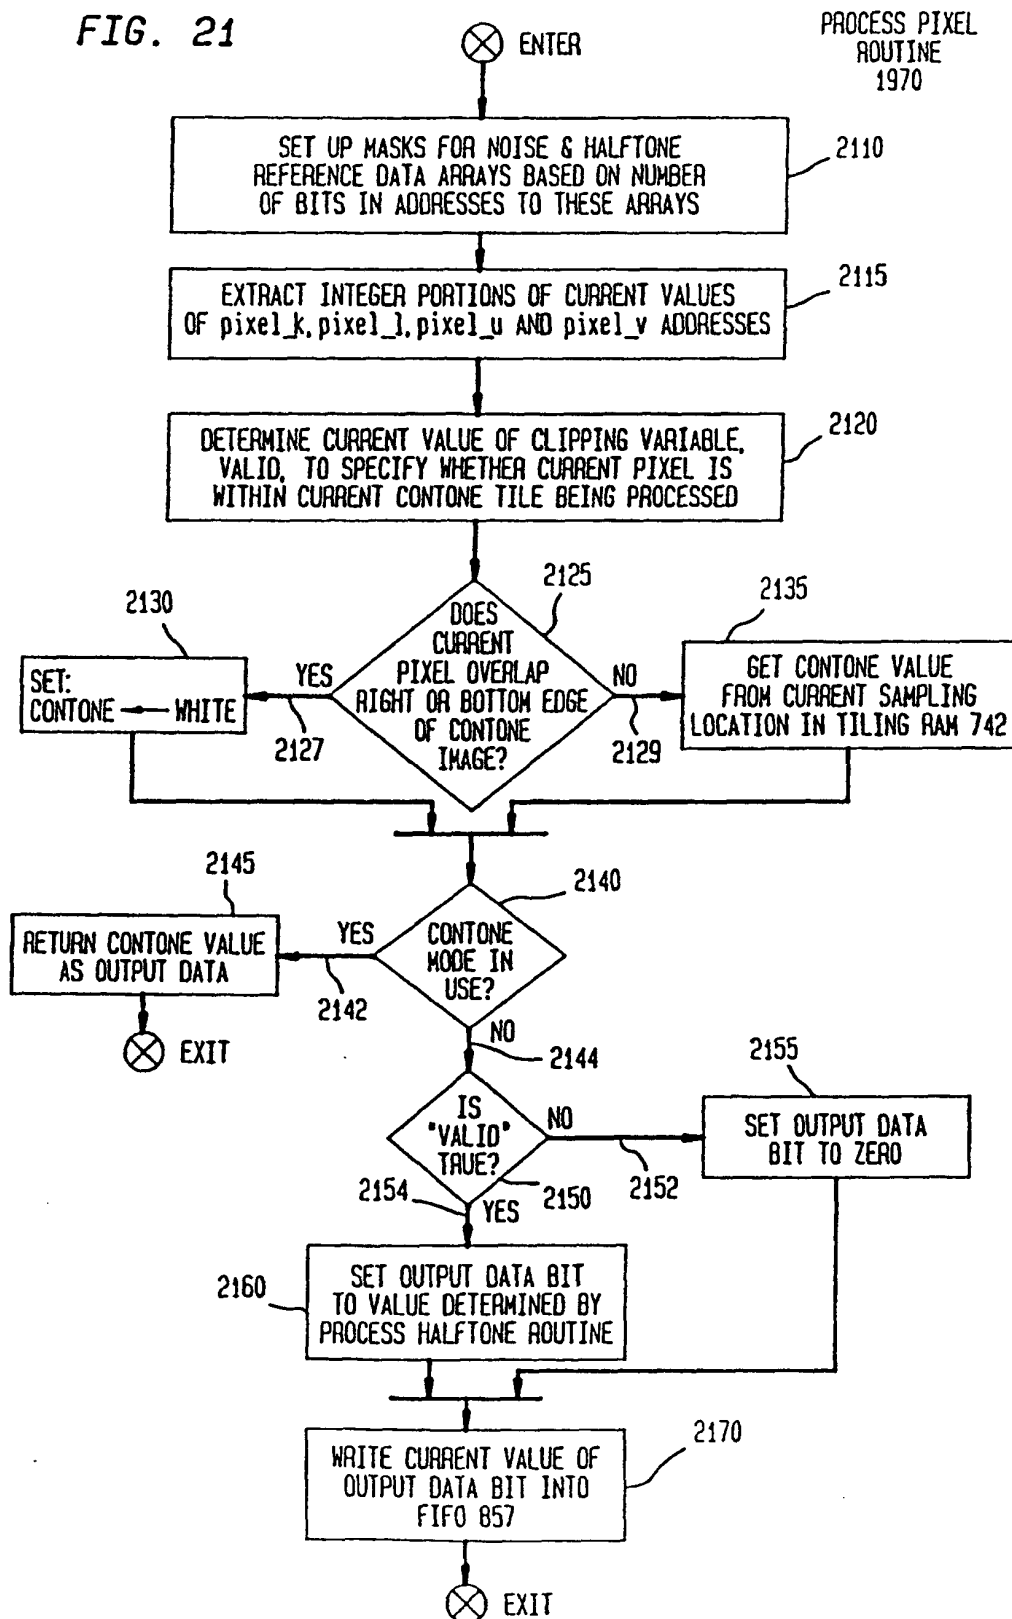 FIG. 21
PROCESS PIXEL
ROUTINE
1970
ENTER
SET UP MASKS FOR NOISE & HALFTONE
REFERENCE DATA ARRAYS BASED ON NUMBER
OF BITS IN ADDRESSES TO THESE ARRAYS
2110
EXTRACT INTEGER PORTIONS OF CURRENT VALUES
OF pixel_k, pixel_l, pixel_u AND pixel_v ADDRESSES
2115
DETERMINE CURRENT VALUE OF CLIPPING VARIABLE,
VALID, TO SPECIFY WHETHER CURRENT PIXEL IS
WITHIN CURRENT CONTONE TILE BEING PROCESSED
2120
DOES
CURRENT
PIXEL OVERLAP
RIGHT OR BOTTOM EDGE
OF CONTONE
IMAGE?
2125
YES
2127
2130
SET:
CONTONE ← WHITE
NO
2129
2135
GET CONTONE VALUE
FROM CURRENT SAMPLING
LOCATION IN TILING RAM 742
CONTONE
MODE IN
USE?
2140
YES
2142
2145
RETURN CONTONE VALUE
AS OUTPUT DATA
EXIT
NO
2144
IS
"VALID"
TRUE?
2150
NO
2152
2155
SET OUTPUT DATA
BIT TO ZERO
2154
YES
2160
SET OUTPUT DATA BIT
TO VALUE DETERMINED BY
PROCESS HALFTONE ROUTINE
WRITE CURRENT VALUE OF
OUTPUT DATA BIT INTO
FIFO 857
2170
EXIT